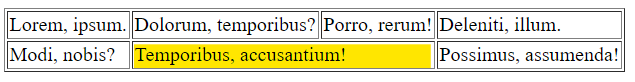 Lorem, ipsum. Dolorum, temporibus? Porro, rerum! Deleniti, illum.
Modi, nobis? Temporibus, accusantium! Possimus, assumenda!